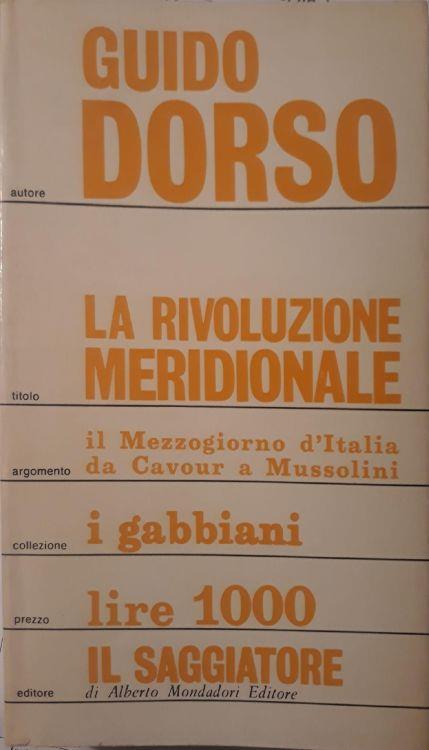 GUIDO
autore DORSO
LA RIVOLUZIONE
titolo MERIDIONALE
il Mezzogiorno d'Italia
argomento da Cavour a Mussolini
collezione i gabbiani
prezzo lire 1000
IL SAGGIATORE
editore di Alberto Mondadori Editore